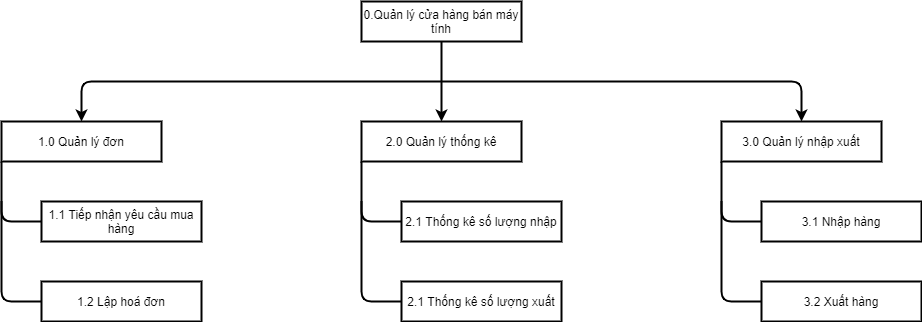 0.Quản lý cửa hàng bán máy
tính
1.0 Quản lý đơn
2.0 Quản lý thống kê
3.0 Quản lý nhập xuất
1.1 Tiếp nhận yêu cầu mua
hàng
2.1 Thống kê số lượng nhập
3.1 Nhập hàng
1.2 Lập hoá đơn
2.1 Thống kê số lượng xuất
3.2 Xuất hàng